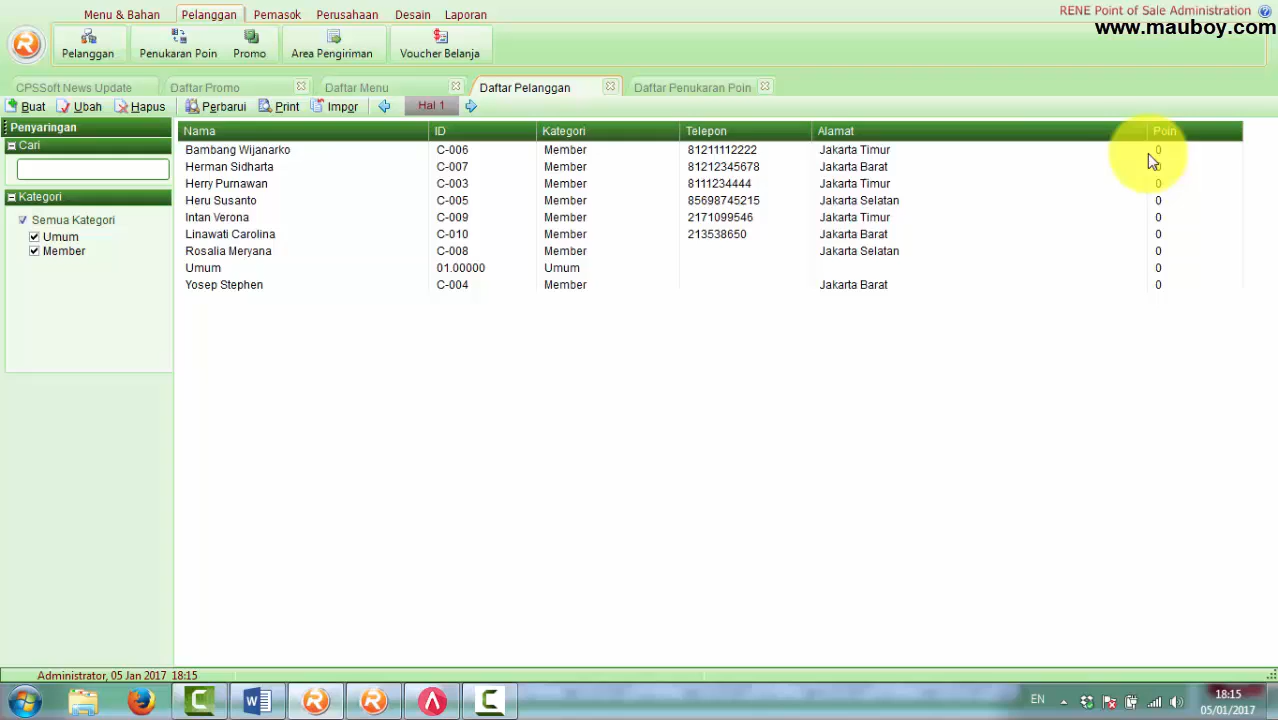 Menu & Bahan Pelanggan Pemasok Perusahaan Desain Laporan
RENE Point of Sale Administration
www.mauboy.com
Pelanggan Penukaran Poin Promo Area Pengiriman Voucher Belanja
CPSSoft News Update Daftar Promo Daftar Menu Daftar Pelanggan Daftar Penukaran Poin
Buat Ubah Hapus Perbarui Print Impor Hal 1
Penyaringan
Cari
Kategori
Semua Kategori
Umum
Member
Nama ID Kategori Telepon Alamat Poin
Bambang Wijanarko C-006 Member 81211112222 Jakarta Timur 0
Herman Sidharta C-007 Member 81212345678 Jakarta Barat 0
Herry Purnawan C-003 Member 8111234444 Jakarta Timur 0
Heru Susanto C-005 Member 85698745215 Jakarta Selatan 0
Intan Verona C-009 Member 2171099546 Jakarta Timur 0
Linawati Carolina C-010 Member 213538650 Jakarta Barat 0
Rosalia Meryana C-008 Member Jakarta Selatan 0
Umum 01.00000 Umum 0
Yosep Stephen C-004 Member Jakarta Barat 0
Administrator, 05 Jan 2017 18:15
EN
18:15
05/01/2017